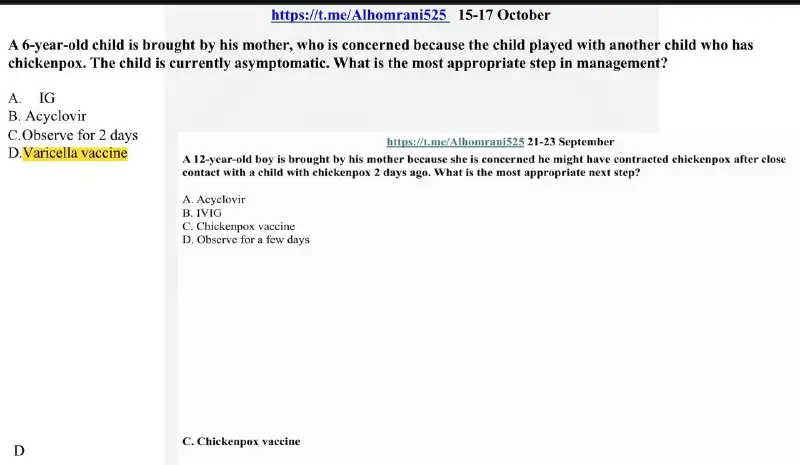 https://t.me/Alhomrani525 15-17 October
A 6-year-old child is brought by his mother, who is concerned because the child played with another child who has
chickenpox. The child is currently asymptomatic. What is the most appropriate step in management?
A. IG
B. Acyclovir
C.Observe for 2 days
D.Varicella vaccine
https://t.me/Alhomrani525 21-23 September
A 12-year-old boy is brought by his mother because she is concerned he might have contracted chickenpox after close
contact with a child with chickenpox 2 days ago. What is the most appropriate next step?
A. Acyclovir
B. IVIG
C. Chickenpox vaccine
D. Observe for a few days
C. Chickenpox vaccine
D